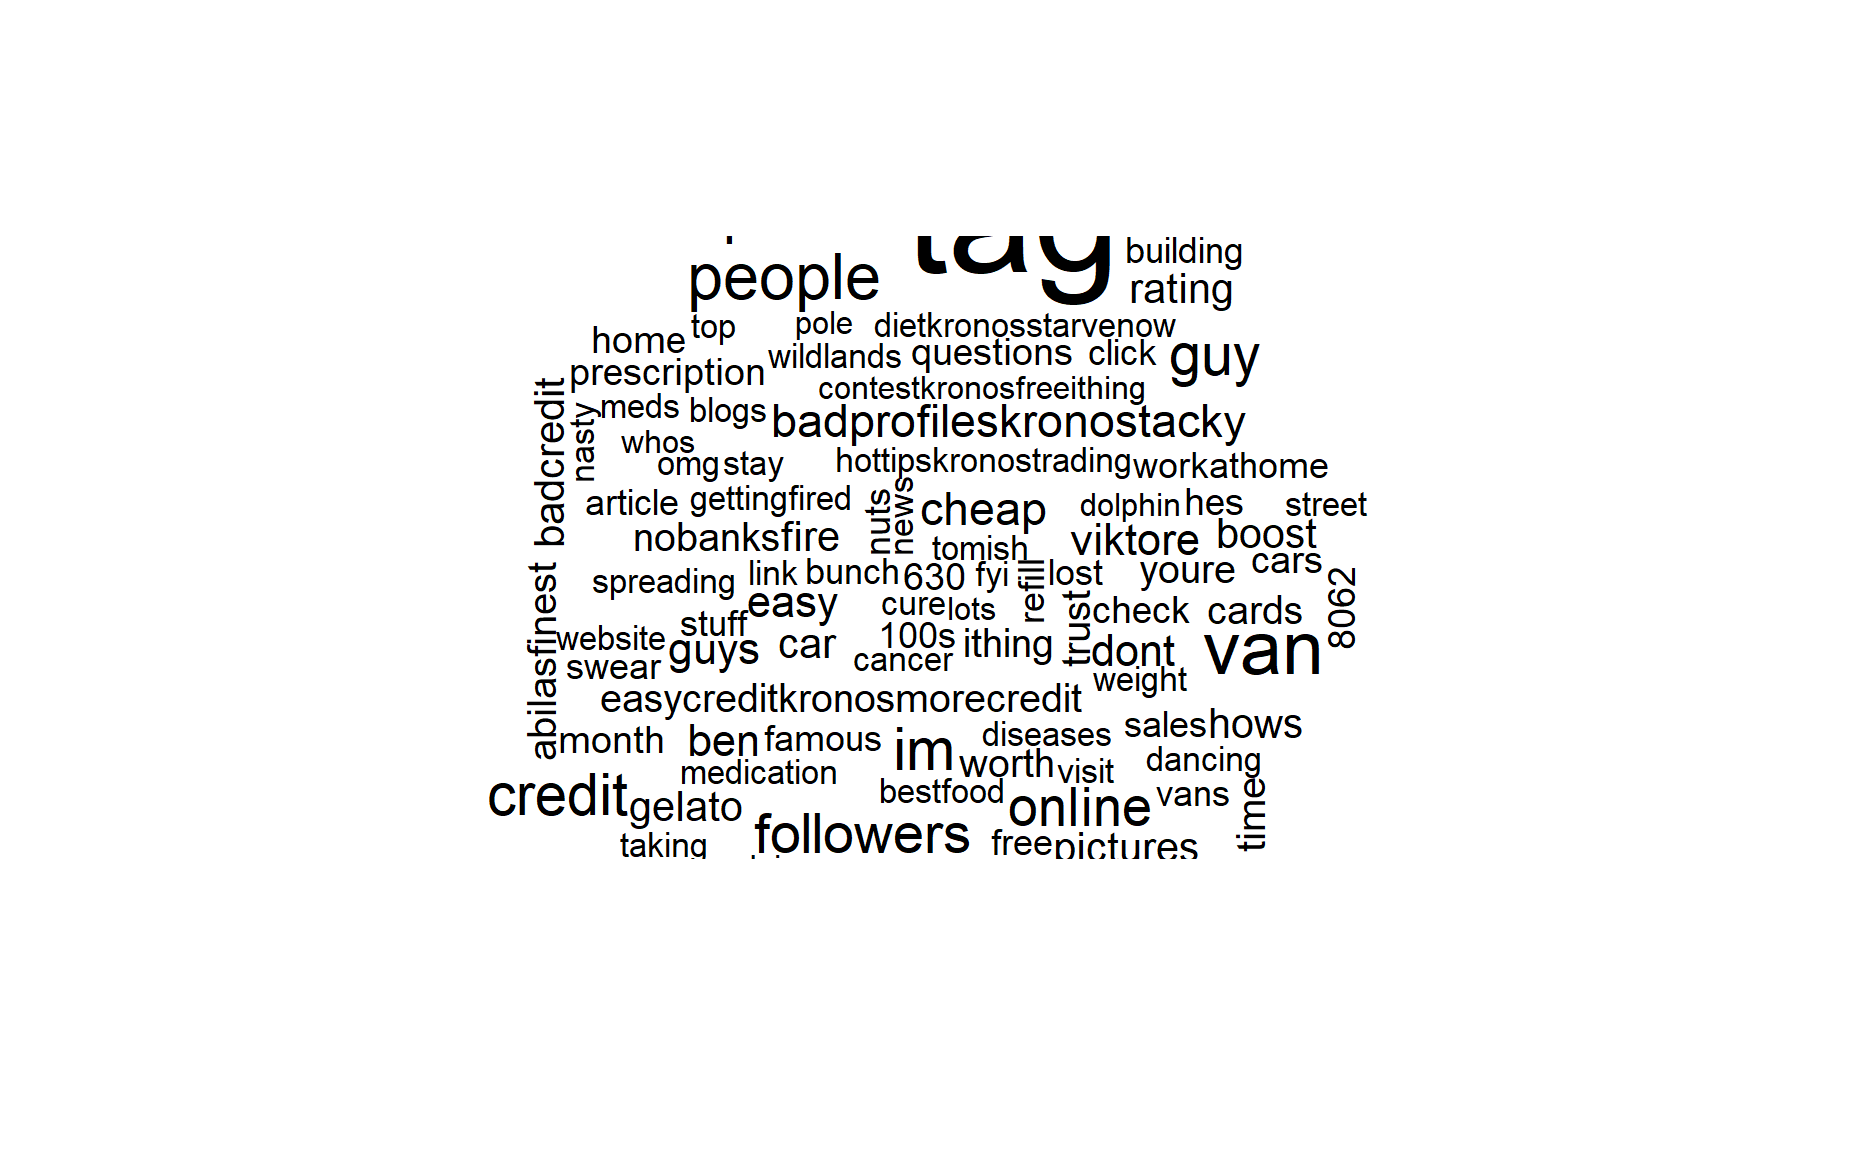 tag
building
people
rating
top
pole
dietkronosstarvenow
home
wildlands
questions
click
guy
prescription
contestkronosfreeithing
badcredit
nasty
meds
blogs
badprofileskronostacky
whos
omg
stay
hottipskronostrading
workathome
article
gettingfired
nuts
news
cheap
dolphin
hes
street
nobanksfire
tomish
viktore
boost
cars
spreading
link
bunch
630
fyi
refill
lost
youre
8062
abilasfinest
easy
cure
lots
trust
check
cards
stuff
website
guys
car
100s
ithing
dont
van
swear
cancer
weight
easycreditkronosmorecredit
month
ben
famous
im
diseases
sale
shows
medication
worth
visit
dancing
credit
gelato
bestfood
online
vans
time
taking
followers
free
pictures